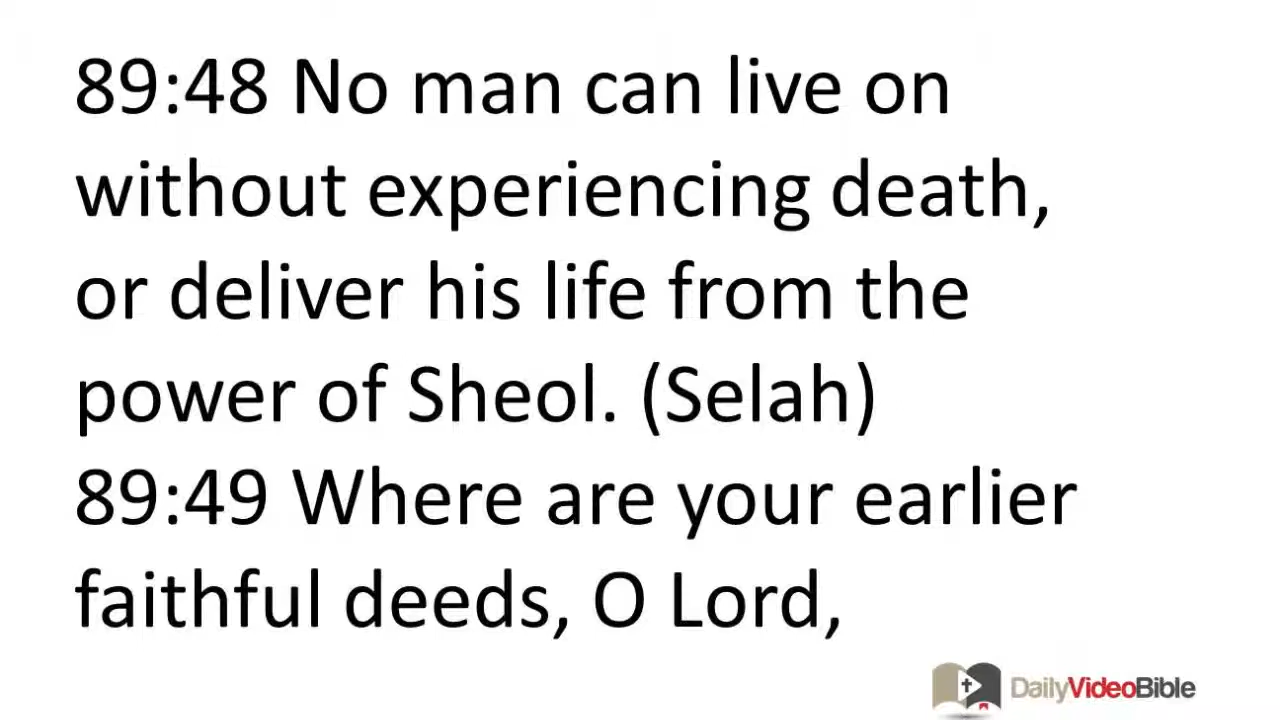 89:48 No man can live on
without experiencing death,
or deliver his life from the
power of Sheol. (Selah)
89:49 Where are your earlier
faithful deeds, O Lord,
DailyVideoBible